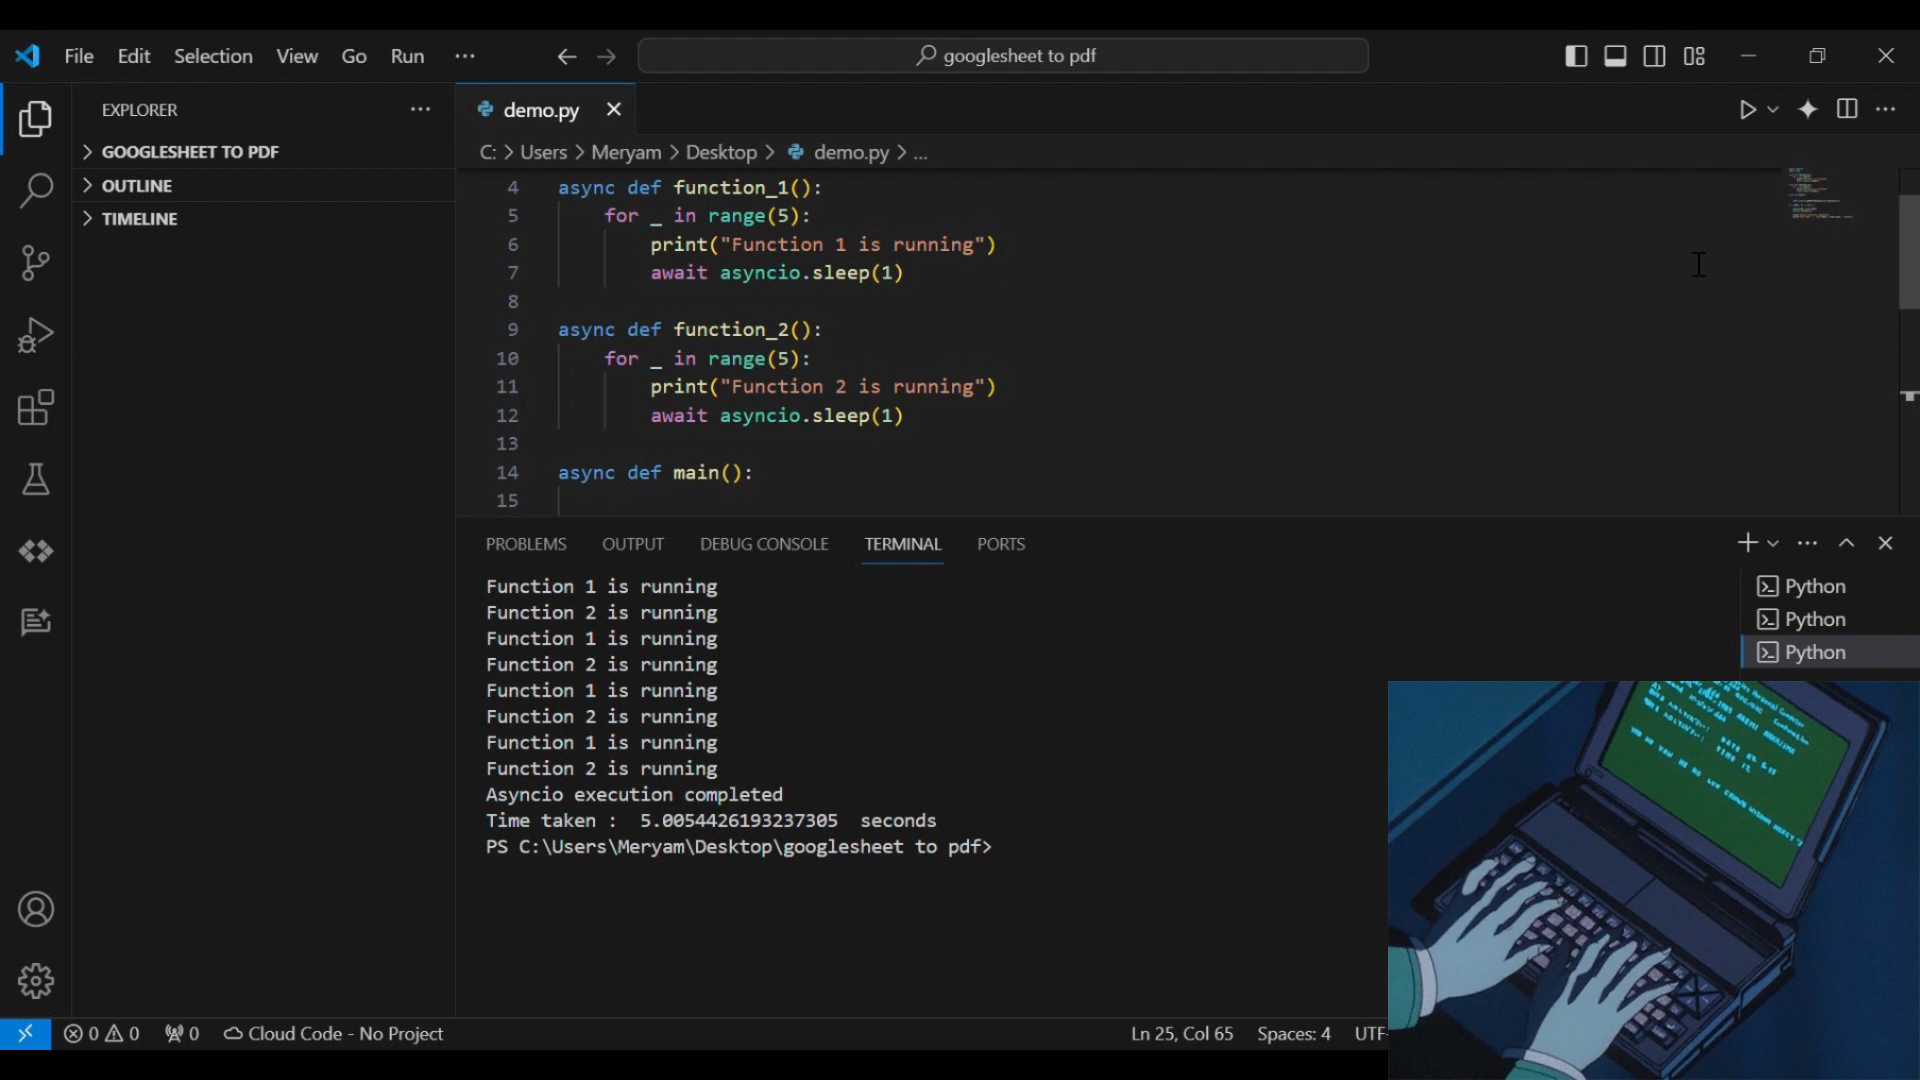 File Edit Selection View Go Run ··· googlesheet to pdf
EXPLORER ···
GOOGLESHEET TO PDF
OUTLINE
TIMELINE
demo.py
C: > Users > Meryam > Desktop > demo.py > ...
4 async def function_1():
5 for _ in range(5):
6 print("Function 1 is running")
7 await asyncio.sleep(1)
8
9 async def function_2():
10 for _ in range(5):
11 print("Function 2 is running")
12 await asyncio.sleep(1)
13
14 async def main():
15
PROBLEMS OUTPUT DEBUG CONSOLE TERMINAL PORTS
Function 1 is running
Function 2 is running
Function 1 is running
Function 2 is running
Function 1 is running
Function 2 is running
Function 1 is running
Function 2 is running
Asyncio execution completed
Time taken :  5.0054426193237305  seconds
PS C:\Users\Meryam\Desktop\googlesheet to pdf>
Python
Python
Python
0 0 0 Cloud Code - No Project Ln 25, Col 65 Spaces: 4 UTF-